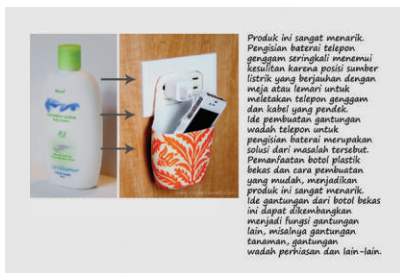 Produk ini sangat menarik.
Pengisian baterai telepon
genggam seringkali menemui
kesulitan karena posisi sumber
listrik yang berjauhan dengan
meja atau lemari untuk
meletakan telepon genggam
dan kabel yang pendek.
Ide pembuatan gantungan
wadah telepon untuk
pengisian baterai merupakan
solusi dari masalah tersebut.
Pemanfaatan botol plastik
bekas dan cara pembuatan
yang mudah, menjadikan
produk ini sangat menarik.
Ide gantungan dari botol bekas
ini dapat dikembangkan
menjadi fungsi gantungan
lain, misalnya gantungan
tanaman, gantungan
wadah perhiasan dan lain-lain.